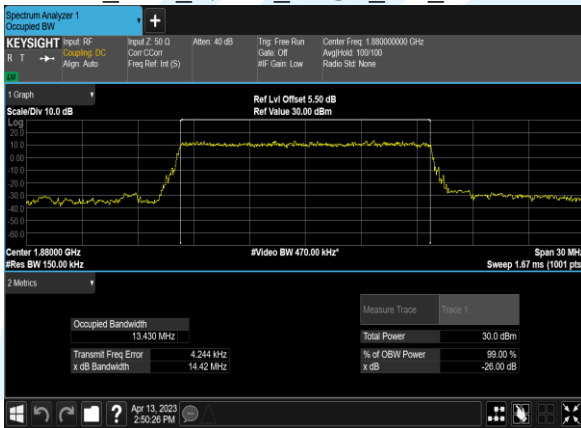 Spectrum Analyzer 1
Occupied BW
+
KEYSIGHT Input: RF Input Z: 50 Ω Atten: 40 dB Trig: Free Run Center Freq: 1.880000000 GHz
R T Coupling: DC Corr CCorr Gate: Off Avg|Hold: 100/100
Align: Auto Freq Ref: Int (S) #IF Gain: Low Radio Std: None
LU
1 Graph
Ref Lvl Offset 5.50 dB
Scale/Div 10.0 dB Ref Value 30.00 dBm
Log
20.0
10.0
0.00
-10.0
-20.0
-30.0
-40.0
-50.0
-60.0
Center 1.88000 GHz #Video BW 470.00 kHz* Span 30 MHz
#Res BW 150.00 kHz Sweep 1.67 ms (1001 pts
2 Metrics
Measure Trace Trace 1
Occupied Bandwidth
13.430 MHz Total Power 30.0 dBm
Transmit Freq Error 4.244 kHz % of OBW Power 99.00 %
x dB Bandwidth 14.42 MHz x dB -26.00 dB
? Apr 13, 2023
2:50:26 PM